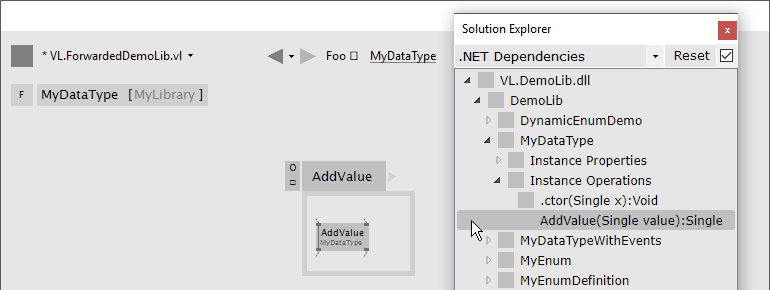 Solution Explorer
x
* VL.ForwardedDemoLib.vl
Foo MyDataType
.NET Dependencies Reset
F MyDataType [MyLibrary]
VL.DemoLib.dll
DemoLib
DynamicEnumDemo
MyDataType
Instance Properties
Instance Operations
.ctor(Single x):Void
AddValue(Single value):Single
MyDataTypeWithEvents
MyEnum
MyEnumDefinition
O AddValue
AddValue
MyDataType